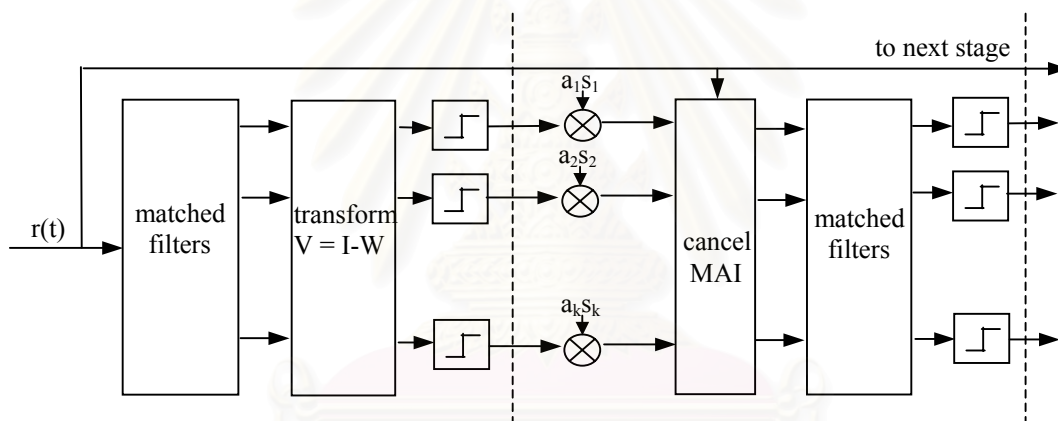 to next stage
a₁s₁
a₂s₂
r(t)
matched
filters
transform
V = I-W
cancel
MAI
matched
filters
aₖsₖ